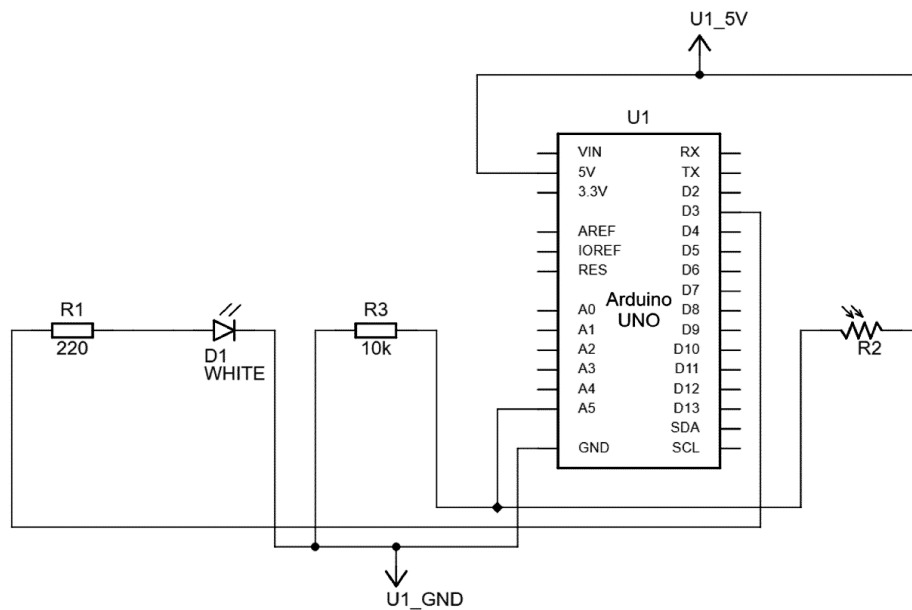 U1_5V
U1
VIN
5V
3.3V
AREF
IOREF
RES
A0
A1
A2
A3
A4
A5
GND
Arduino
UNO
RX
TX
D2
D3
D4
D5
D6
D7
D8
D9
D10
D11
D12
D13
SDA
SCL
R1
220
D1
WHITE
R3
10k
R2
U1_GND